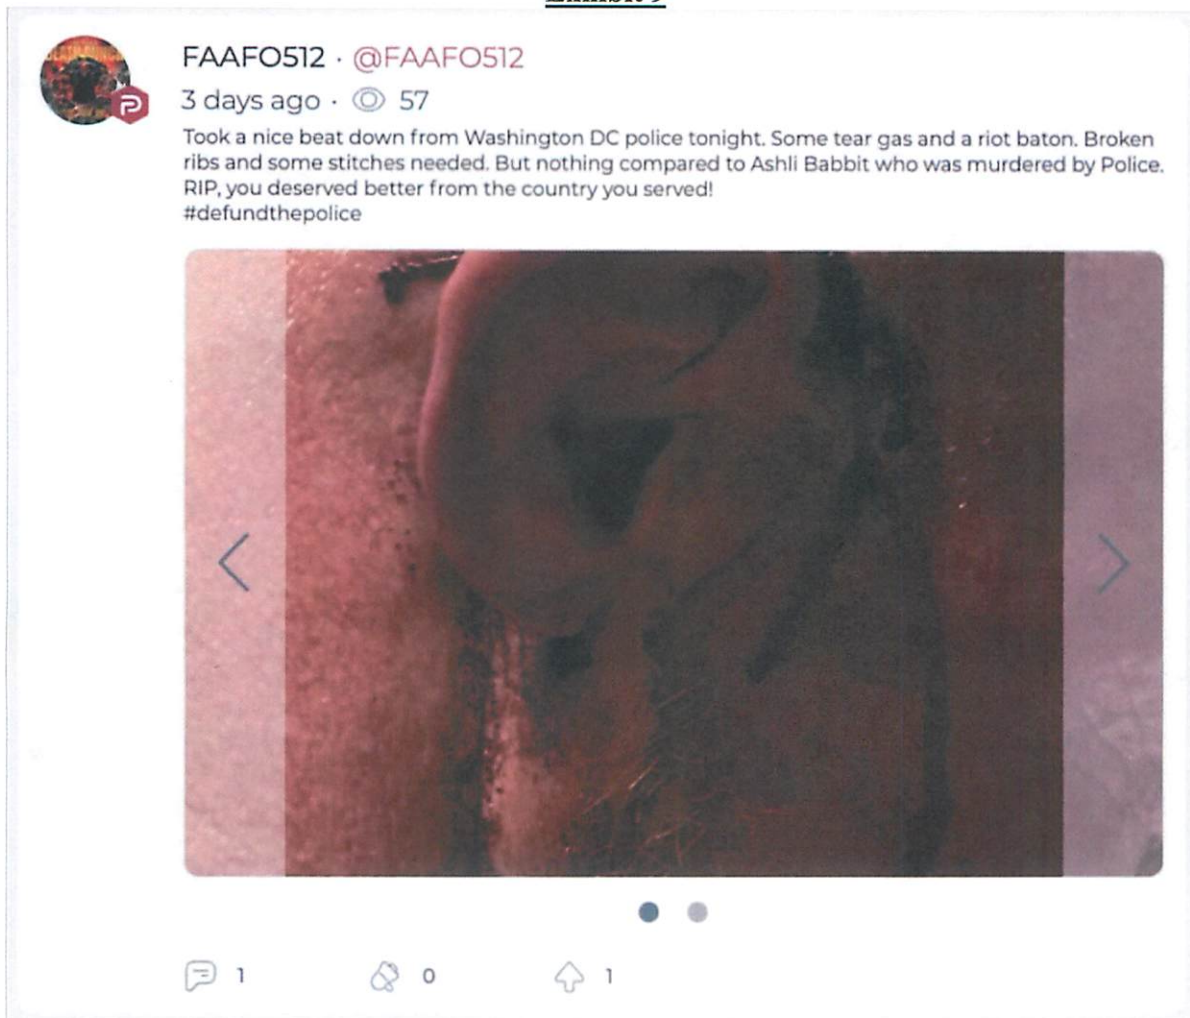 FAAFO512 · @FAAFO512
3 days ago · 57
Took a nice beat down from Washington DC police tonight. Some tear gas and a riot baton. Broken
ribs and some stitches needed. But nothing compared to Ashli Babbit who was murdered by Police.
RIP, you deserved better from the country you served!
#defundthepolice
1
0
1